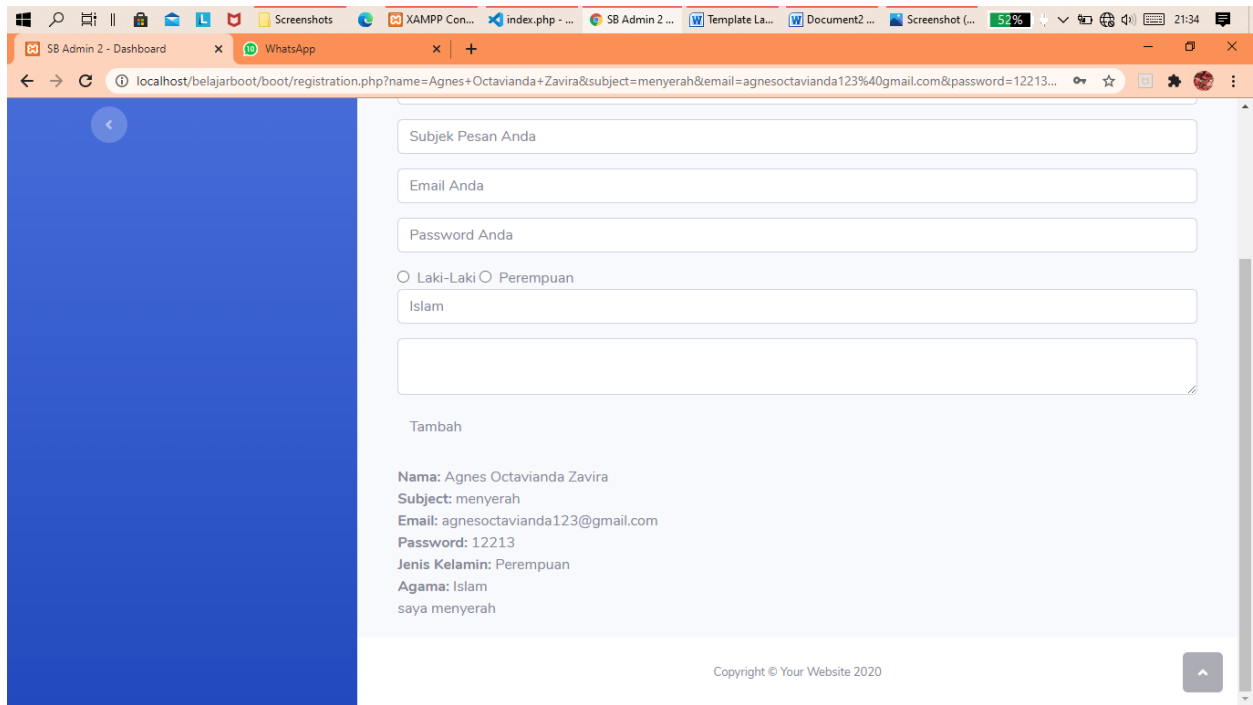 Screenshots
XAMPP Con...
index.php - ...
SB Admin 2 ...
Template La...
Document2 ...
Screenshot (...
52%
21:34
SB Admin 2 - Dashboard
10 WhatsApp
localhost/belajarboot/boot/registration.php?name=Agnes+Octavianda+Zavira&subject=menyerah&email=agnesoctavianda123%40gmail.com&password=12213...
Subjek Pesan Anda
Email Anda
Password Anda
Laki-Laki Perempuan
Islam
Tambah
Nama: Agnes Octavianda Zavira
Subject: menyerah
Email: agnesoctavianda123@gmail.com
Password: 12213
Jenis Kelamin: Perempuan
Agama: Islam
saya menyerah
Copyright © Your Website 2020